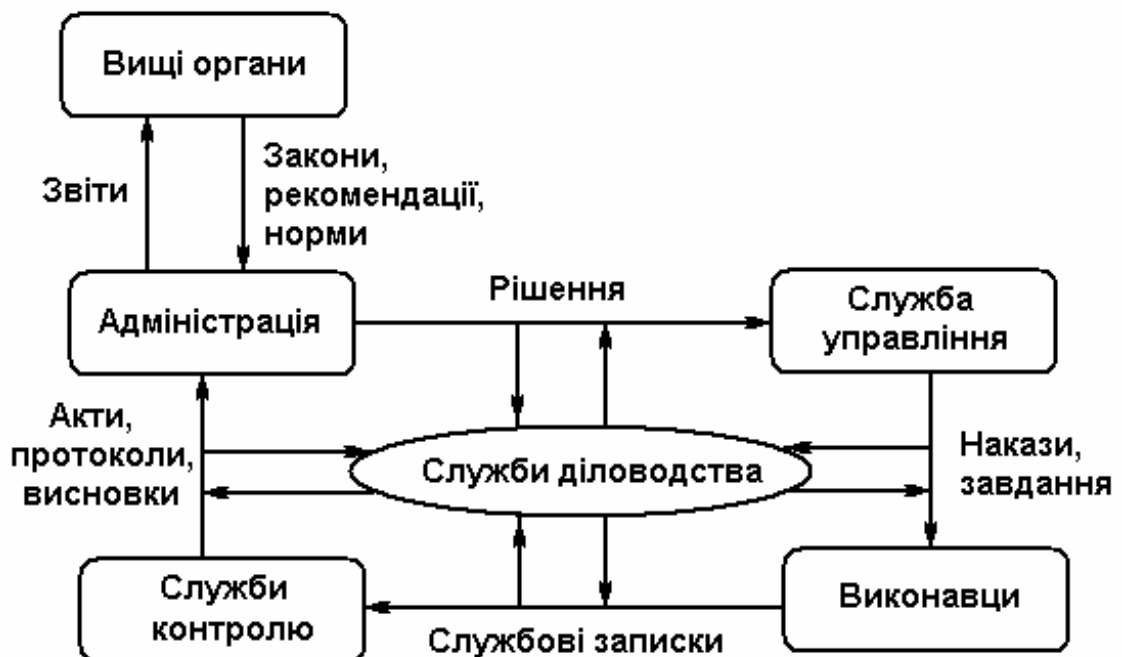 Вищі органи
Звіти
Закони,
рекомендації,
норми
Адміністрація
Рішення
Служба
управління
Акти,
протоколи,
висновки
Служби діловодства
Накази,
завдання
Служби
контролю
Службові записки
Виконавци